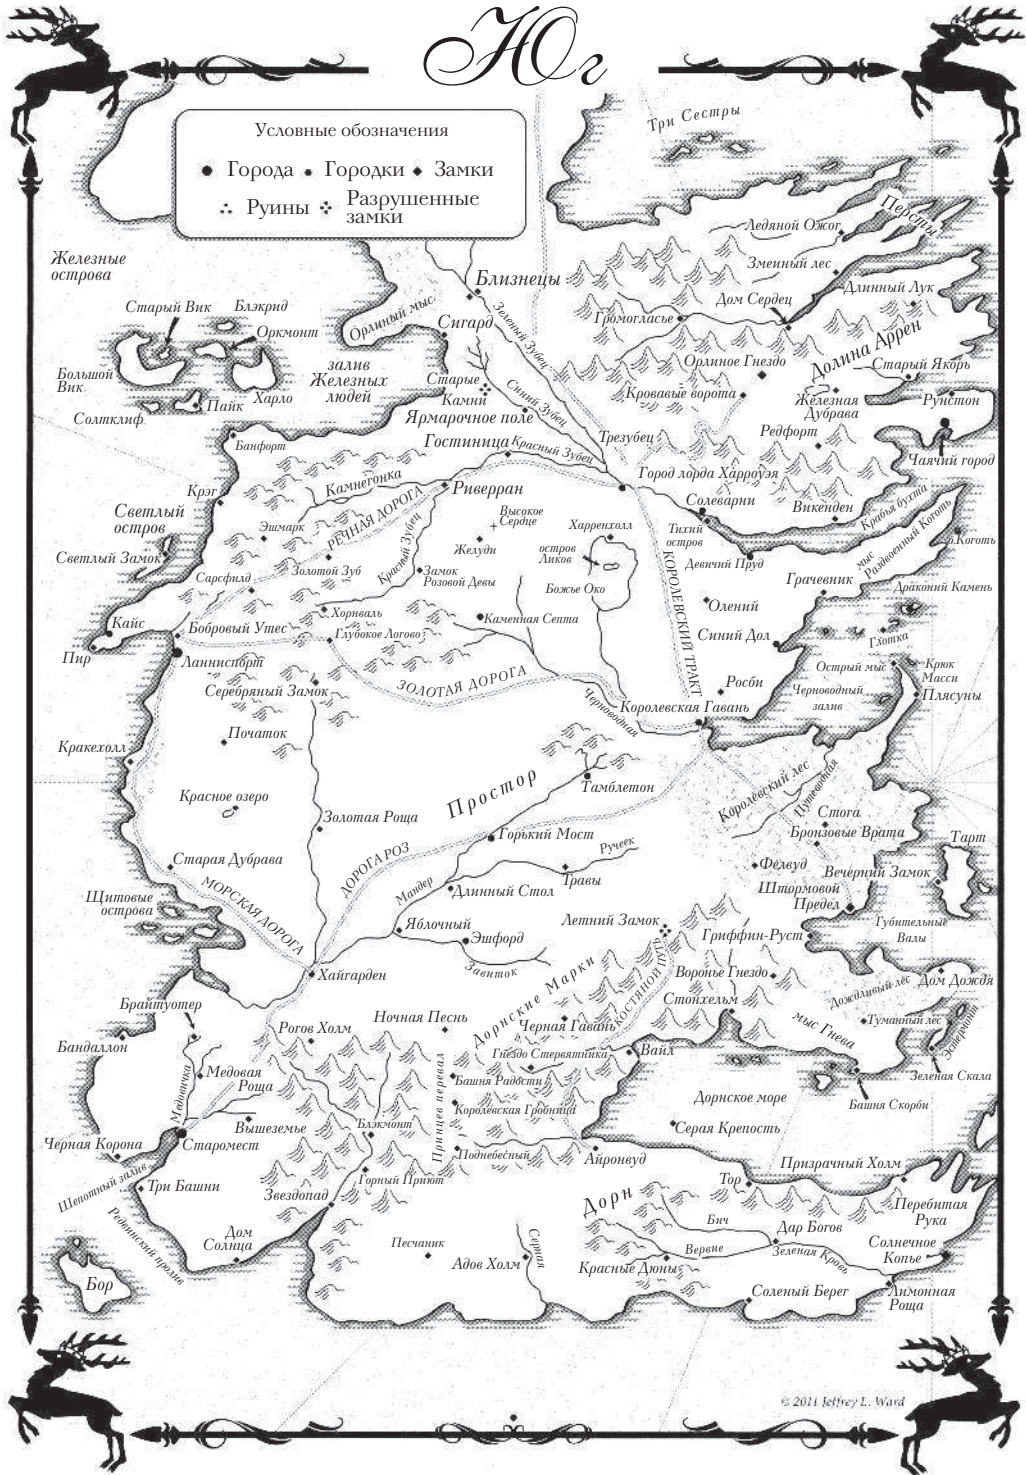 Юг
Условные обозначения
Города
Городки
Замки
Руины
Разрушенные
замки
Три Сестры
Персты
Ледяной Ожог
Змеиный лес
Длинный Лук
Дом Сердец
Громогласье
Долина Аррен
Орлиное Гнездо
Старый Якорь
Кровавые ворота
Железная
Дубрава
Рунстон
Редфорт
Чаячий город
Железные
острова
Старый Вик
Блэкрид
Оркмонт
Большой
Вик
Солтклиф
Пайк
Харло
залив
Железных
людей
Орлиный мыс
Близнецы
Сигард
Зеленый Зубец
Старые
Камни
Синий Зубец
Ярмарочное поле
Банфорт
Гостиница
Красный Зубец
Трезубец
Город лорда Харроуэя
Камнегонка
Риверран
Крэг
Светлый
остров
РЕЧНАЯ ДОРОГА
Солеварни
Викенден
Крабья бухта
Эшмарк
Высокое
Сердце
Харренхолл
Тихий
остров
мыс
Раздвоенный Коготь
о.Коготь
Светлый Замок
Желуди
остров
Ликов
Девичий Пруд
Сарсфилд
Золотой Зуб
Красный Зубец
Замок
Розовой Девы
Божье Око
КОРОЛЕВСКИЙ ТРАКТ
Грачевник
Драконий Камень
Хорнваль
Олений
Кайс
Бобровый Утес
Глубокое Логово
Каменная Септа
Синий Дол
Глотка
Пир
Ланниспорт
Острый мыс
Крюк
Масси
Серебряный Замок
ЗОЛОТАЯ ДОРОГА
Росби
Черноводный
залив
Плясуны
Черноводная
Королевская Гавань
Початок
Кракехолл
Простор
Тамблетон
Королевский лес
Путеводная
Красное озеро
Золотая Роща
Горький Мост
Стога
Бронзовые Врата
Тарт
Старая Дубрава
ДОРОГА РОЗ
Ручеек
Фелвуд
Вечерний Замок
МОРСКАЯ ДОРОГА
Мандер
Длинный Стол
Травы
Штормовой
Предел
Щитовые
острова
Яблочный
Летний Замок
Губительные
Валы
Эшфорд
Гриффин-Руст
Завиток
Хайгарден
КОСТЯНОЙ ПУТЬ
Воронье Гнездо
Дождливый лес
Дом Дождя
Брайтуотер
Дорнские Марки
Стонхельм
Рогов Холм
Ночная Песнь
Черная Гавань
мыс Гнева
Туманный лес
Эстермонт
Бандаллон
Гнездо Стервятника
Вайл
Медовая
Роща
Башня Радости
Зеленая Скала
Медовичка
Принцев перевал
Королевская Гробница
Дорнское море
Башня Скорби
Вышеземье
Блэкмонт
Серая Крепость
Черная Корона
Старомест
Поднебесный
Айронвуд
Призрачный Холм
Шепотный залив
Три Башни
Звездопад
Горный Приют
Дорн
Тор
Перебитая
Рука
Редвинский пролив
Дом
Солнца
Песчаник
Серная
Бич
Дар Богов
Бор
Адов Холм
Вервие
Красные Дюны
Зеленая Кровь
Солнечное
Копье
Соленый Берег
Лимонная
Роща
© 2011 Jeffrey L. Ward